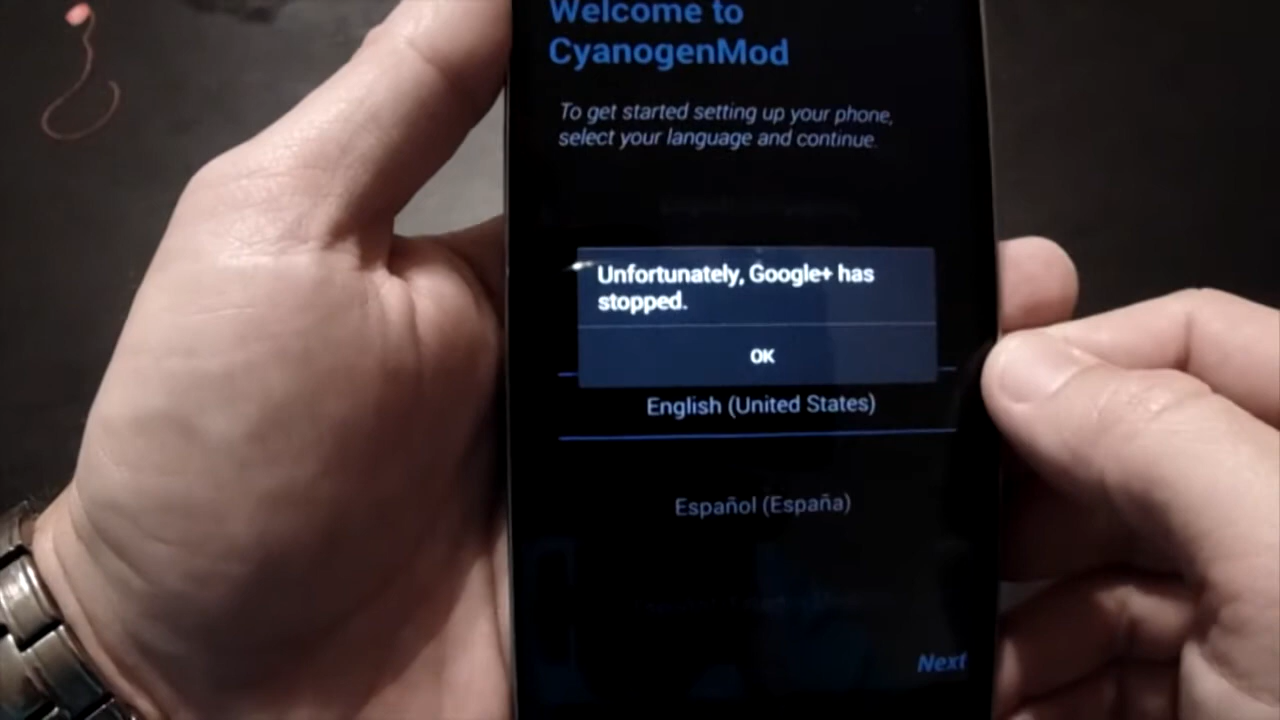 Welcome to
CyanogenMod
To get started setting up your phone,
select your language and continue.
Unfortunately, Google+ has
stopped.
OK
English (United States)
Español (España)
Next